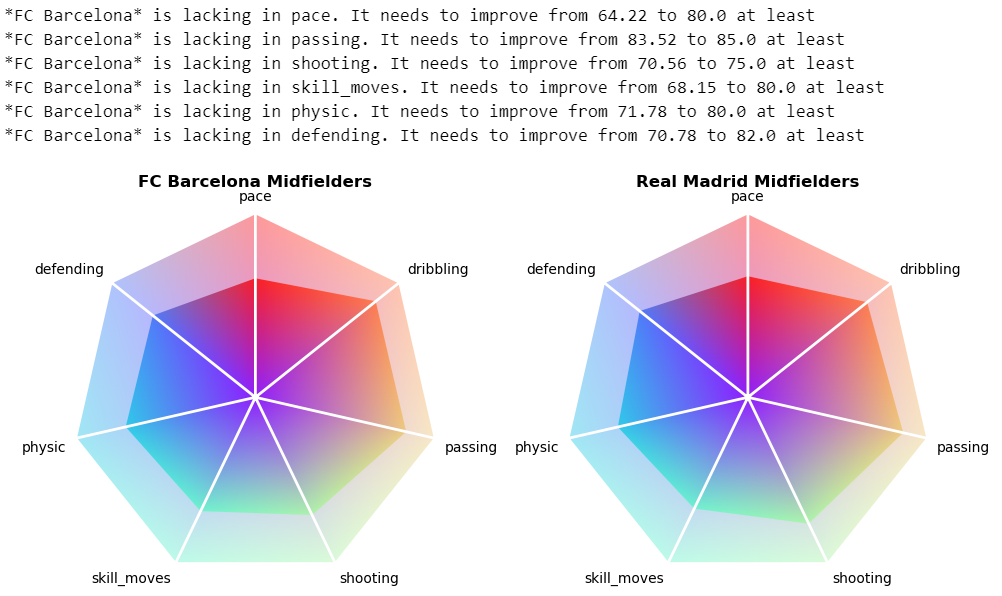 *FC Barcelona* is lacking in pace. It needs to improve from 64.22 to 80.0 at least
*FC Barcelona* is lacking in passing. It needs to improve from 83.52 to 85.0 at least
*FC Barcelona* is lacking in shooting. It needs to improve from 70.56 to 75.0 at least
*FC Barcelona* is lacking in skill_moves. It needs to improve from 68.15 to 80.0 at least
*FC Barcelona* is lacking in physic. It needs to improve from 71.78 to 80.0 at least
*FC Barcelona* is lacking in defending. It needs to improve from 70.78 to 82.0 at least
FC Barcelona Midfielders
pace
defending
dribbling
physic
passing
skill_moves
shooting
Real Madrid Midfielders
pace
defending
dribbling
physic
passing
skill_moves
shooting